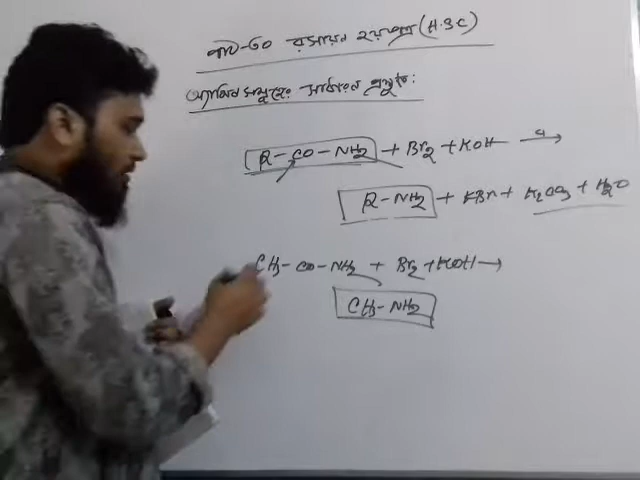 পার্ট-৩০ রসায়ন ২য়পত্র (H.S.C)
অ্যামিন সমূহের সাধারন প্রস্তুতি:
R-CO-NH2 + Br2 + KOH →
R-NH2 + KBr + K2CO3 + H2O
CH3-CO-NH2 + Br2 + KOH →
CH3-NH2